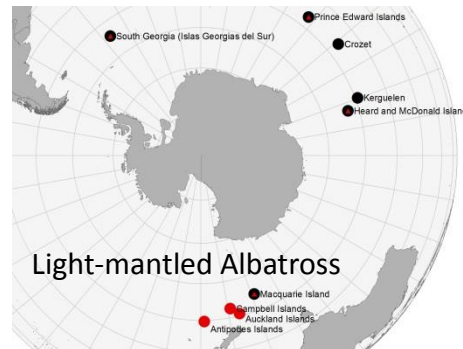 Prince Edward Islands
South Georgia (Islas Georgias del Sur)
Crozet
Kerguelen
Heard and McDonald Island
Light-mantled Albatross
Macquarie Island
Campbell Islands
Auckland Islands
Antipodes Islands